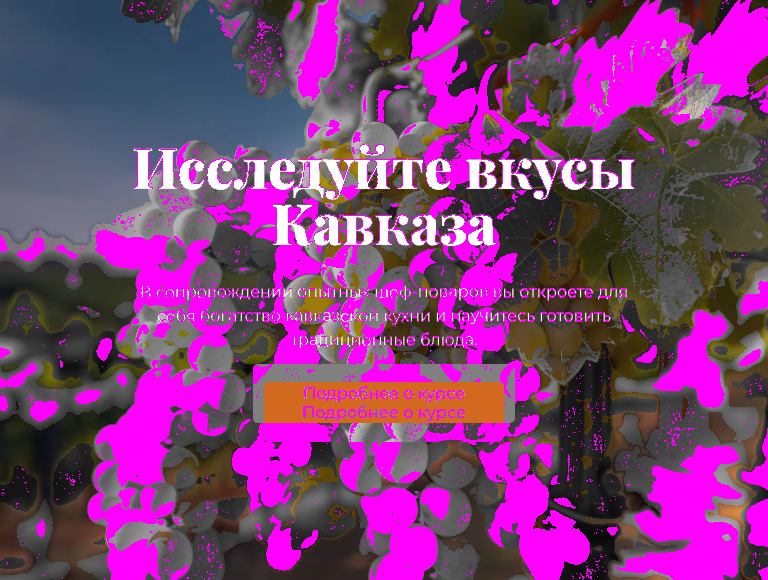 Исследуйте вкусы
Кавказа
В сопровождении опытных шеф-поваров вы откроете для
себя богатство кавказской кухни и научитесь готовить
традиционные блюда.
Подробнее о курсе
Подробнее о курсе